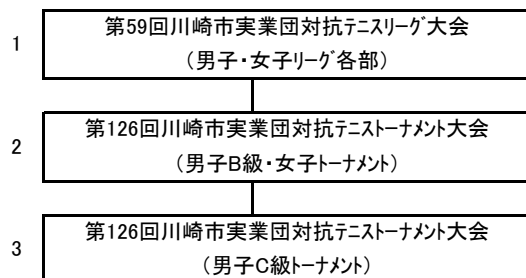 1
第59回川崎市実業団対抗テニスリーグ大会
（男子・女子リーグ各部）
2
第126回川崎市実業団対抗テニストーナメント大会
（男子B級・女子トーナメント）
3
第126回川崎市実業団対抗テニストーナメント大会
（男子C級トーナメント）